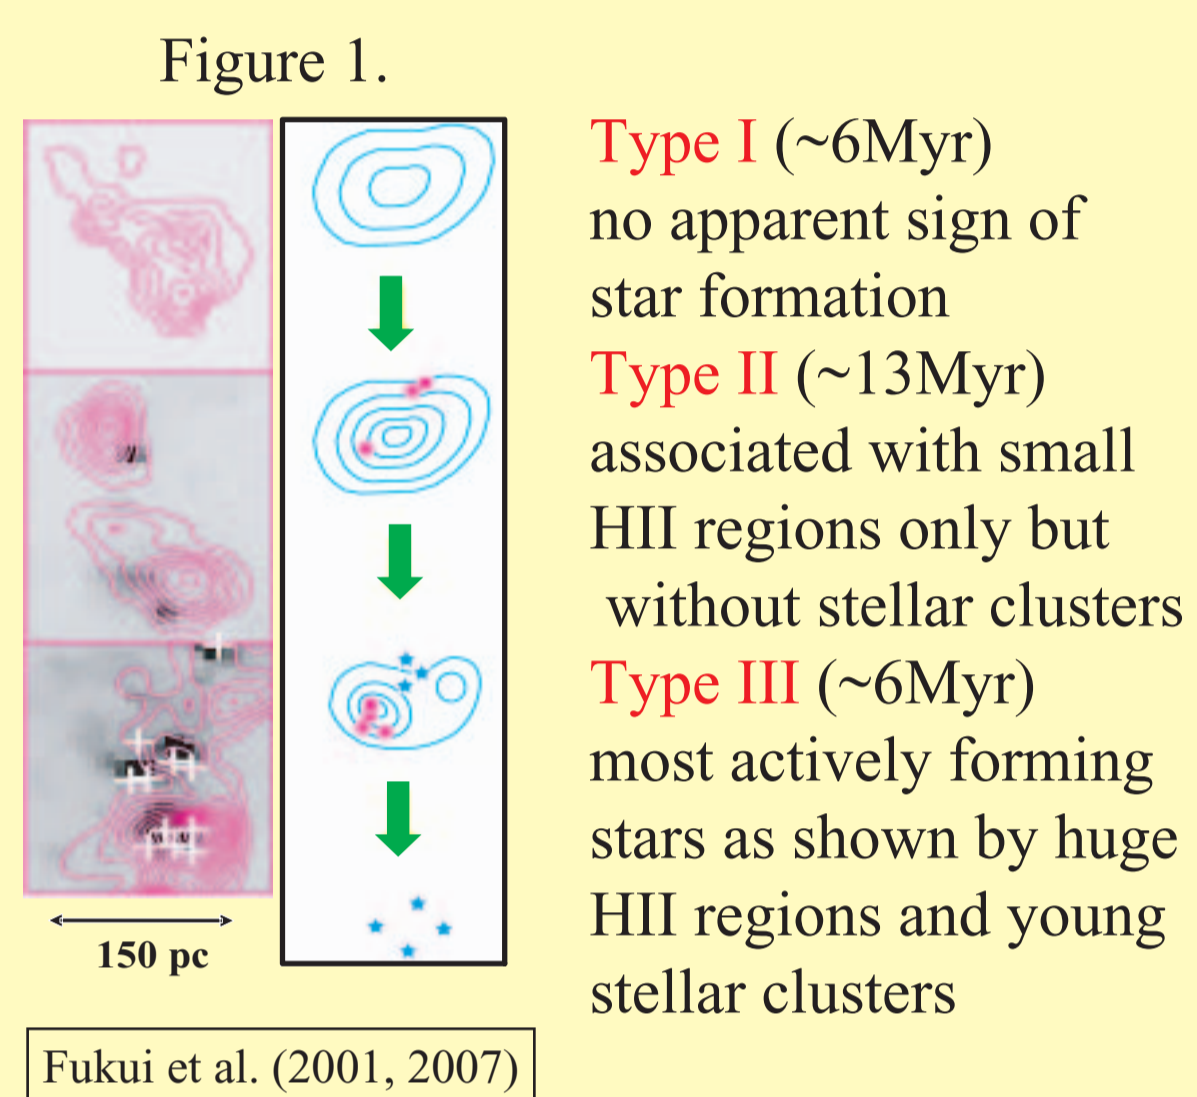 Figure 1.
Type I (~6Myr)
no apparent sign of
star formation
Type II (~13Myr)
associated with small
HII regions only but
without stellar clusters
Type III (~6Myr)
most actively forming
stars as shown by huge
HII regions and young
stellar clusters
150 pc
Fukui et al. (2001, 2007)